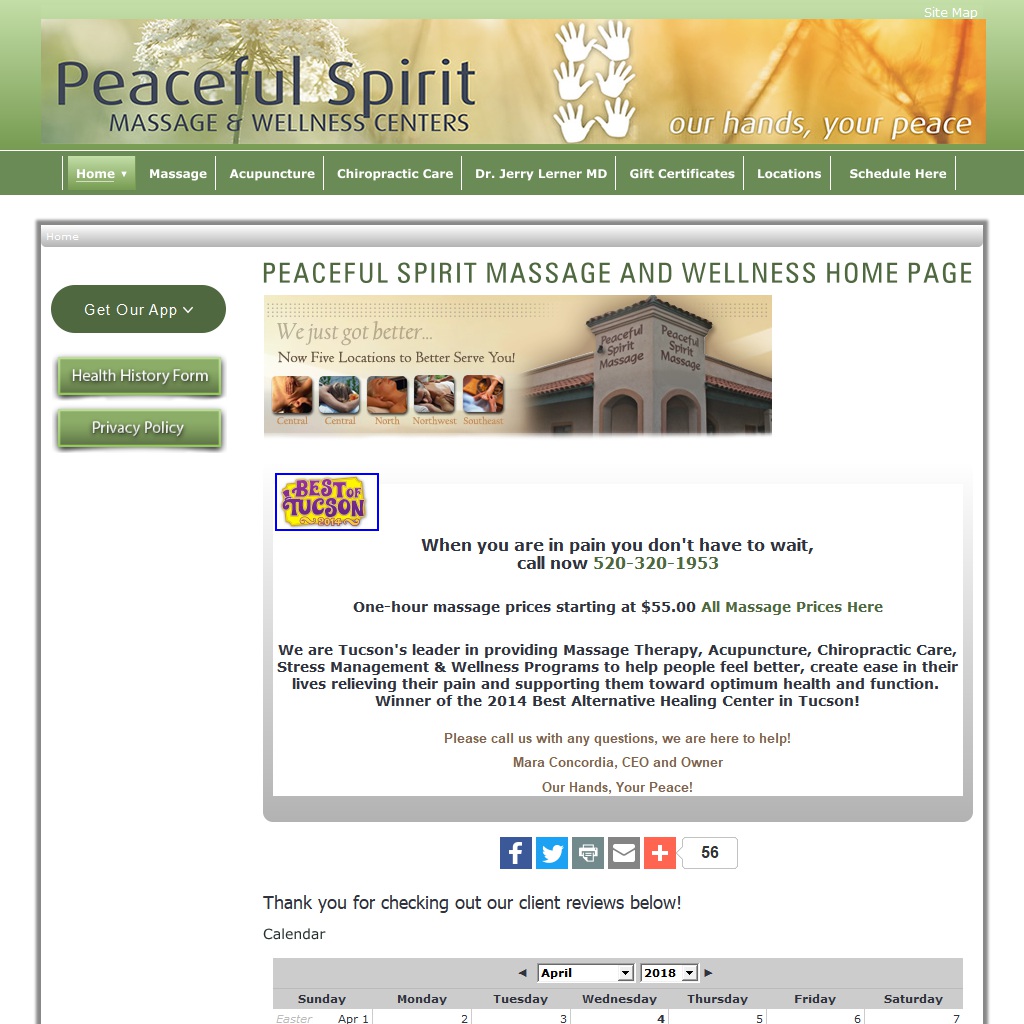 Site Map
Peaceful Spirit
MASSAGE & WELLNESS CENTERS
our hands, your peace
Home ▼ Massage Acupuncture Chiropractic Care Dr. Jerry Lerner MD Gift Certificates Locations Schedule Here
Home
Get Our App
Health History Form
Privacy Policy
PEACEFUL SPIRIT MASSAGE AND WELLNESS HOME PAGE
We just got better...
Now Five Locations to Better Serve You!
Central Central North Northwest Southeast
Peaceful Spirit Massage
Peaceful Spirit Massage
BEST OF
TUCSON
2014
When you are in pain you don't have to wait,
call now 520-320-1953
One-hour massage prices starting at $55.00 All Massage Prices Here
We are Tucson's leader in providing Massage Therapy, Acupuncture, Chiropractic Care,
Stress Management & Wellness Programs to help people feel better, create ease in their
lives relieving their pain and supporting them toward optimum health and function.
Winner of the 2014 Best Alternative Healing Center in Tucson!
Please call us with any questions, we are here to help!
Mara Concordia, CEO and Owner
Our Hands, Your Peace!
56
Thank you for checking out our client reviews below!
Calendar
◄ April 2018 ►
Sunday Monday Tuesday Wednesday Thursday Friday Saturday
Easter Apr 1 2 3 4 5 6 7